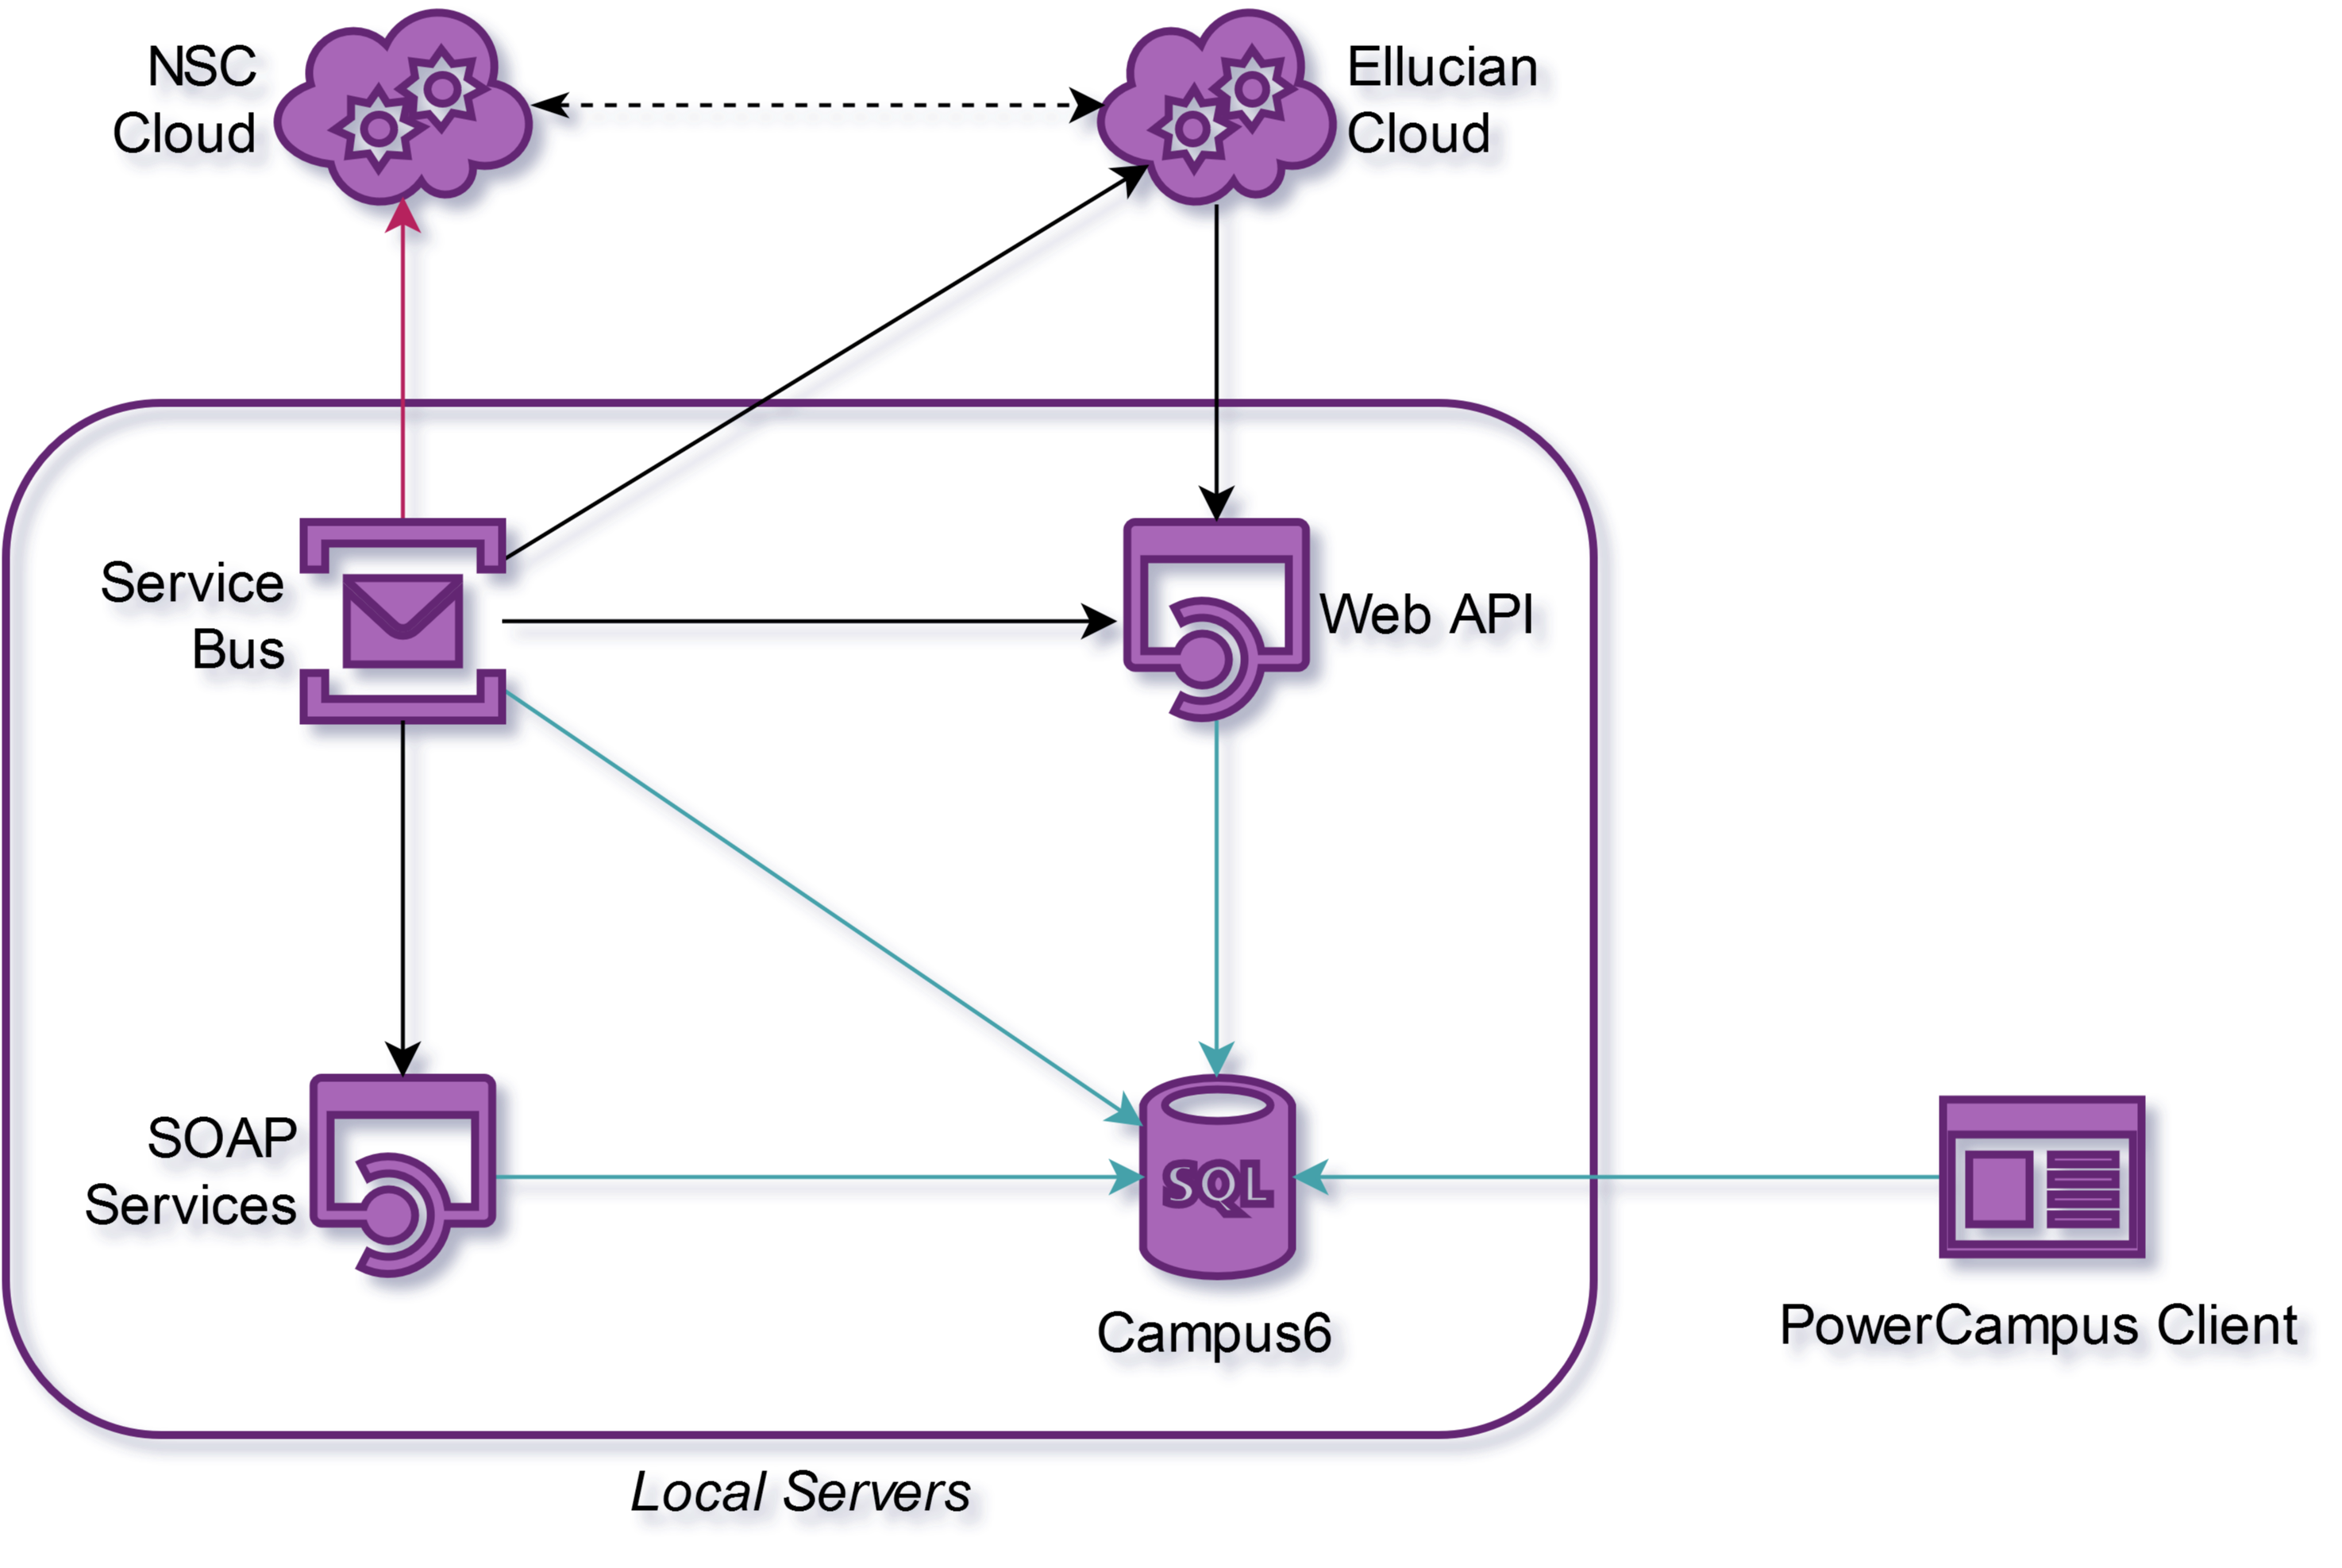 NSC
Cloud
Ellucian
Cloud
Service
Bus
Web API
SOAP
Services
SQL
Campus6
PowerCampus Client
Local Servers